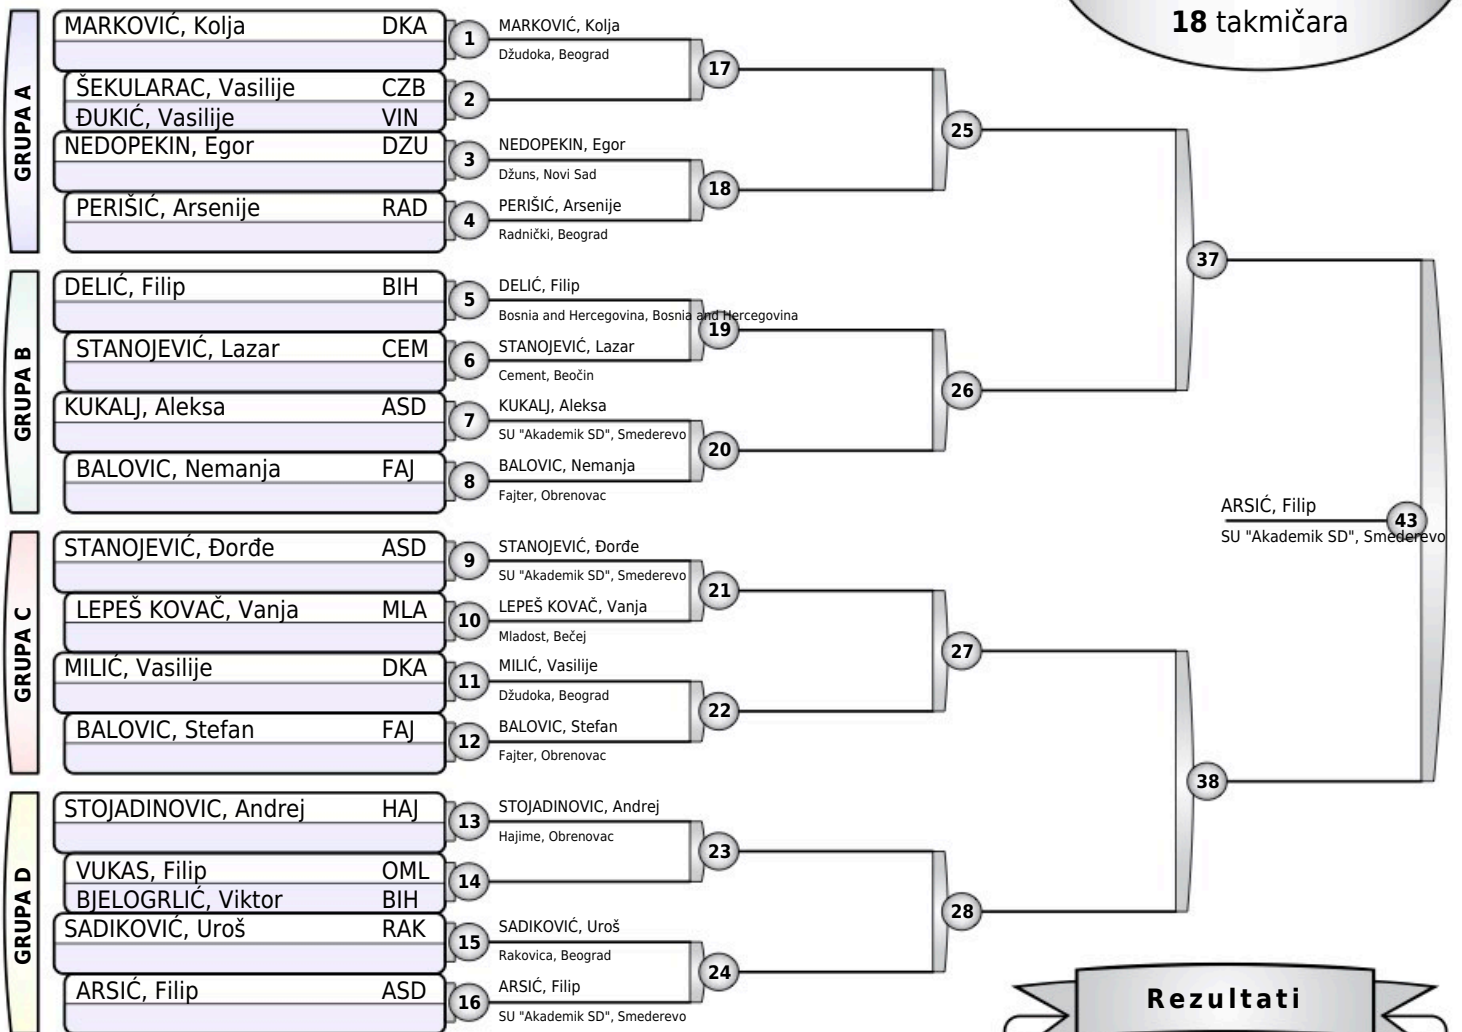 18 takmičara
GRUPA A
MARKOVIĆ, Kolja DKA
1
MARKOVIĆ, Kolja
Džudoka, Beograd
17
ŠEKULARAC, Vasilije CZB
ĐUKIĆ, Vasilije VIN
2
25
NEDOPEKIN, Egor DZU
3
NEDOPEKIN, Egor
Džuns, Novi Sad
18
PERIŠIĆ, Arsenije RAD
4
PERIŠIĆ, Arsenije
Radnički, Beograd
37
GRUPA B
DELIĆ, Filip BIH
5
DELIĆ, Filip
Bosnia and Hercegovina, Bosnia and Hercegovina
19
STANOJEVIĆ, Lazar CEM
6
STANOJEVIĆ, Lazar
Cement, Beočin
26
KUKALJ, Aleksa ASD
7
KUKALJ, Aleksa
SU "Akademik SD", Smederevo
20
BALOVIC, Nemanja FAJ
8
BALOVIC, Nemanja
Fajter, Obrenovac
ARSIĆ, Filip
43
SU "Akademik SD", Smederevo
GRUPA C
STANOJEVIĆ, Đorđe ASD
9
STANOJEVIĆ, Đorđe
SU "Akademik SD", Smederevo
21
LEPEŠ KOVAČ, Vanja MLA
10
LEPEŠ KOVAČ, Vanja
Mladost, Bečej
27
MILIĆ, Vasilije DKA
11
MILIĆ, Vasilije
Džudoka, Beograd
22
BALOVIC, Stefan FAJ
12
BALOVIC, Stefan
Fajter, Obrenovac
38
GRUPA D
STOJADINOVIC, Andrej HAJ
13
STOJADINOVIC, Andrej
Hajime, Obrenovac
23
VUKAS, Filip OML
BJELOGRLIĆ, Viktor BIH
14
28
SADIKOVIĆ, Uroš RAK
15
SADIKOVIĆ, Uroš
Rakovica, Beograd
24
ARSIĆ, Filip ASD
16
ARSIĆ, Filip
SU "Akademik SD", Smederevo
Rezultati